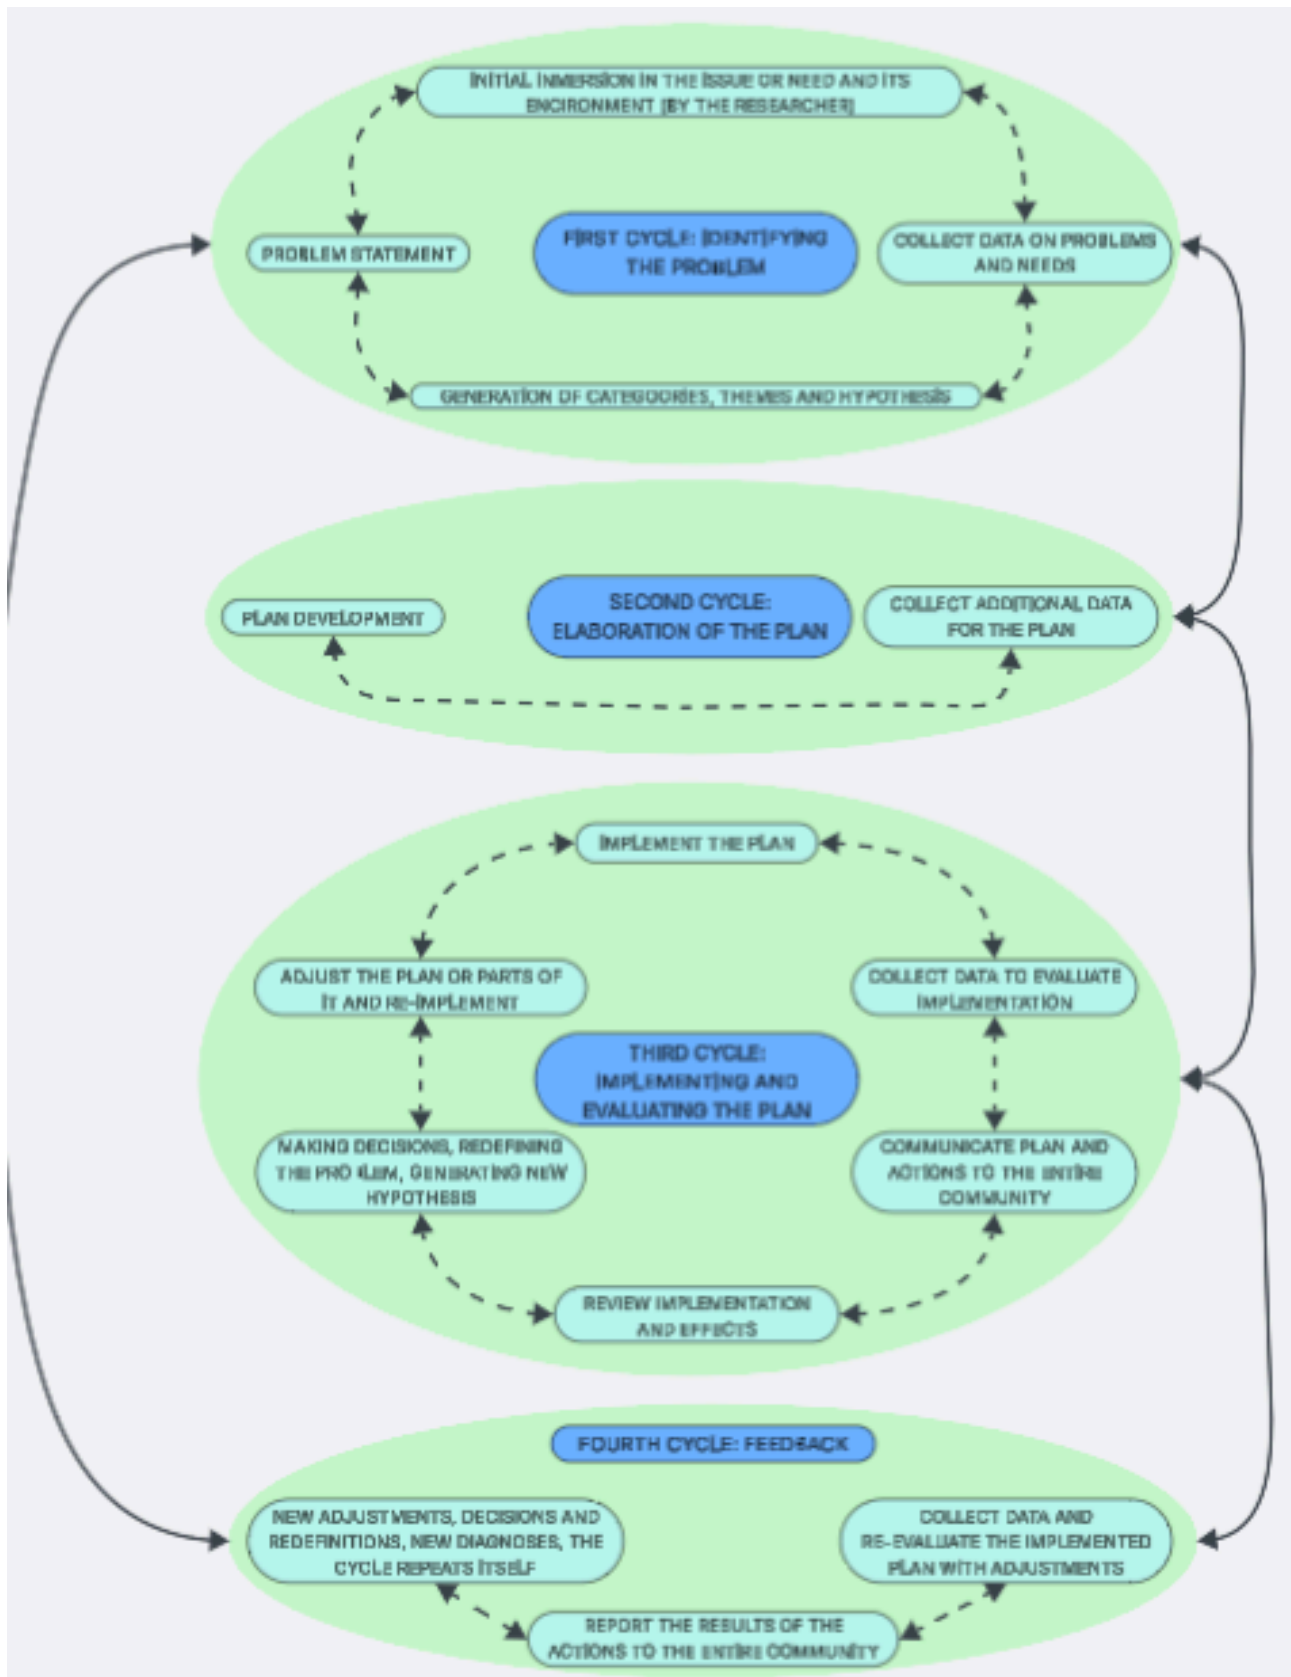 INITIAL INMERSION IN THE ISSUE OR NEED AND ITS
ENCIRONMENT (BY THE RESEARCHER)
PROBLEM STATEMENT
FIRST CYCLE: IDENTIFYING
THE PROBLEM
COLLECT DATA ON PROBLEMS
AND NEEDS
GENERATION OF CATEGORIES, THEMES AND HYPOTHESIS
PLAN DEVELOPMENT
SECOND CYCLE:
ELABORATION OF THE PLAN
COLLECT ADDITIONAL DATA
FOR THE PLAN
IMPLEMENT THE PLAN
ADJUST THE PLAN OR PARTS OF
IT AND RE-IMPLEMENT
COLLECT DATA TO EVALUATE
IMPLEMENTATION
THIRD CYCLE:
IMPLEMENTING AND
EVALUATING THE PLAN
MAKING DECISIONS, REDEFINING
THE PROBLEM, GENERATING NEW
HYPOTHESIS
COMMUNICATE PLAN AND
ACTIONS TO THE ENTIRE
COMMUNITY
REVIEW IMPLEMENTATION
AND EFFECTS
FOURTH CYCLE: FEEDBACK
NEW ADJUSTMENTS, DECISIONS AND
REDEFINITIONS, NEW DIAGNOSES, THE
CYCLE REPEATS ITSELF
COLLECT DATA AND
RE-EVALUATE THE IMPLEMENTED
PLAN WITH ADJUSTMENTS
REPORT THE RESULTS OF THE
ACTIONS TO THE ENTIRE COMMUNITY